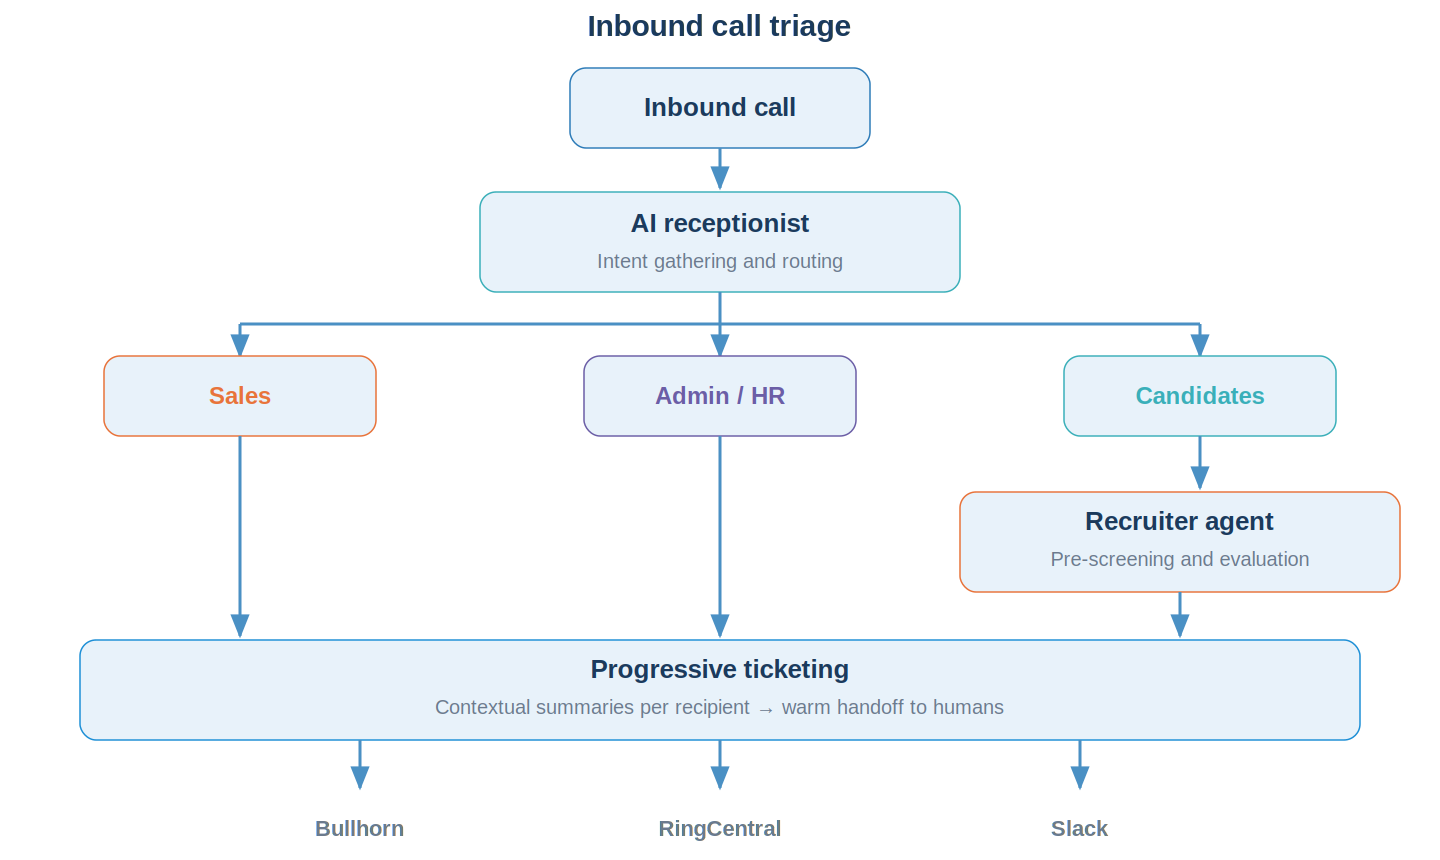 Inbound call triage
Inbound call
AI receptionist
Intent gathering and routing
Sales
Admin / HR
Candidates
Recruiter agent
Pre-screening and evaluation
Progressive ticketing
Contextual summaries per recipient → warm handoff to humans
Bullhorn
RingCentral
Slack